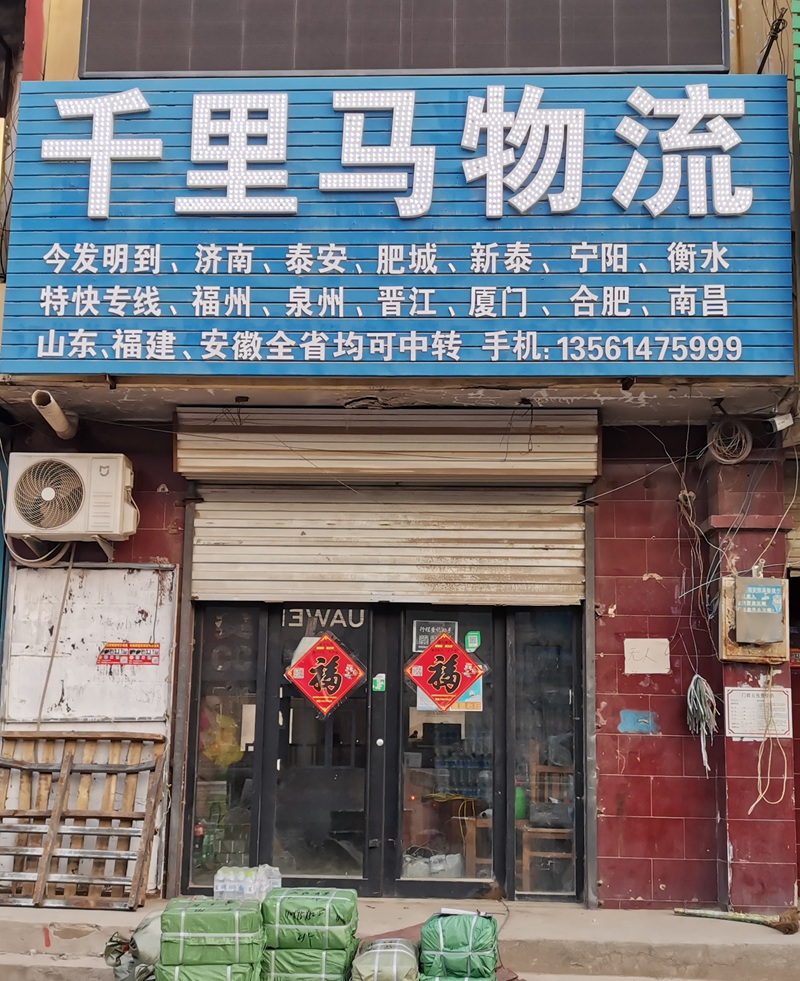 千里马物流
今发明到、济南、泰安、肥城、新泰、宁阳、衡水
特快专线、福州、泉州、晋江、厦门、合肥、南昌
山东、福建、安徽全省均可中转 手机:13561475999
福
福